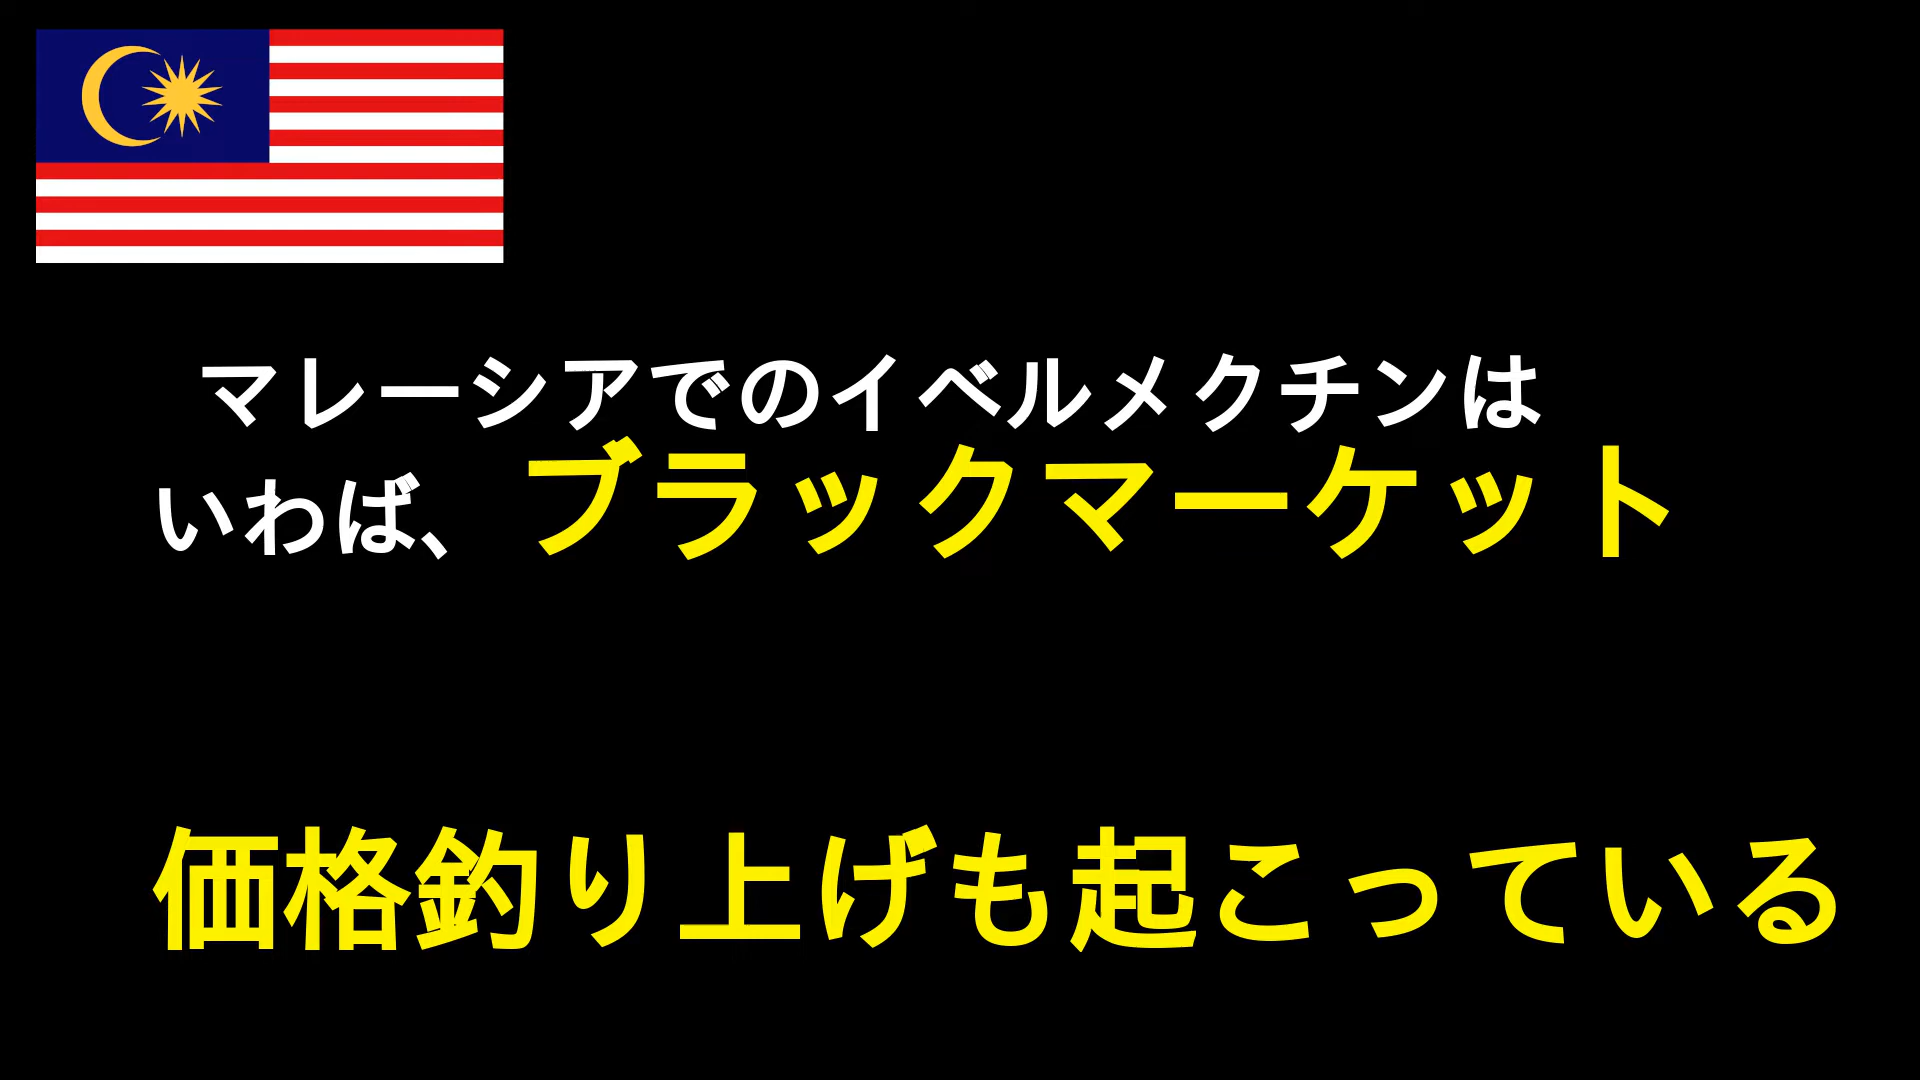 マレーシアでのイベルメクチンは
いわば、ブラックマーケット
価格釣り上げも起こっている